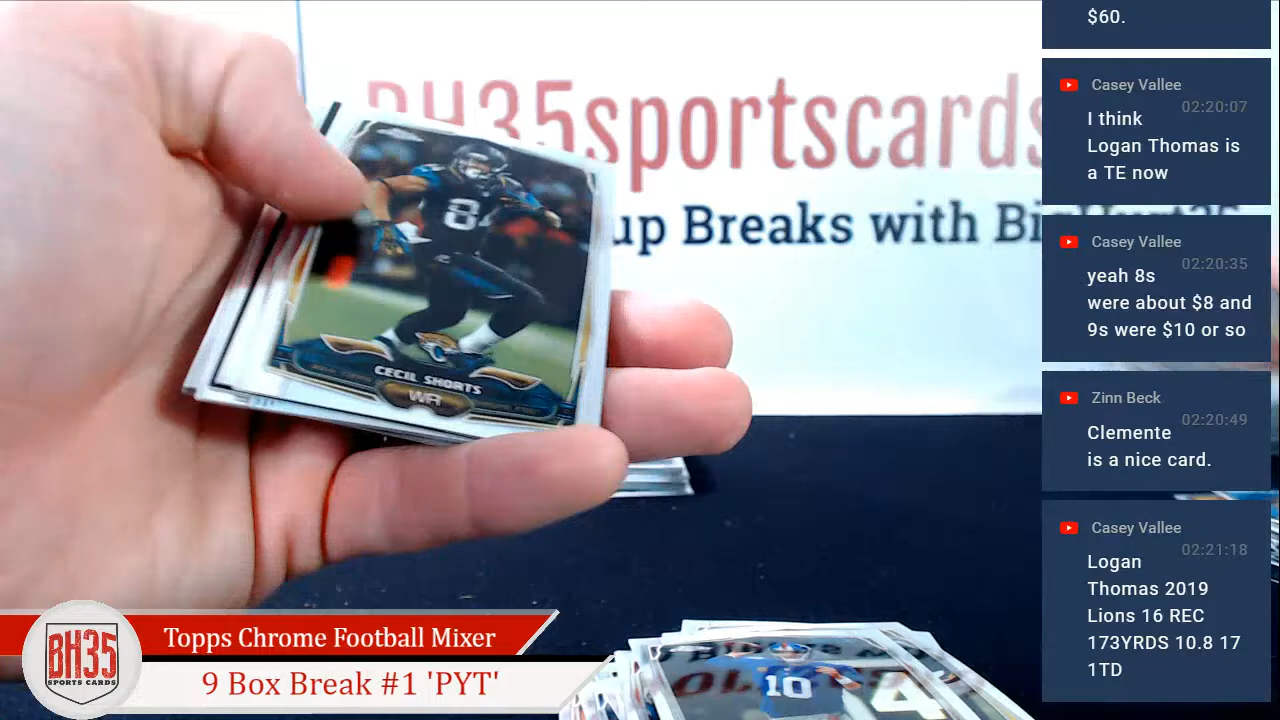 BH35sportscards
up Breaks with
8
CECIL SHORTS
WR
10
$60.
Casey Vallee
02:20:07
I think
Logan Thomas is
a TE now
Casey Vallee
02:20:35
yeah 8s
were about $8 and
9s were $10 or so
Zinn Beck
02:20:49
Clemente
is a nice card.
Casey Vallee
02:21:18
Logan
Thomas 2019
Lions 16 REC
173YRDS 10.8 17
1TD
BH35
SPORTS CARDS
Topps Chrome Football Mixer
9 Box Break #1 'PYT'